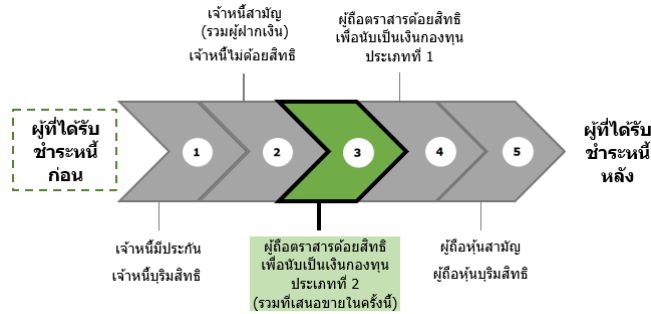 เจ้าหนี้สามัญ
(รวมผู้ฝากเงิน)
เจ้าหนี้ไม่ด้อยสิทธิ
ผู้ถือตราสารด้อยสิทธิ
เพื่อนับเป็นเงินกองทุน
ประเภทที่ 1
ผู้ที่ได้รับ
ชำระหนี้
ก่อน
1
2
3
4
5
ผู้ที่ได้รับ
ชำระหนี้
หลัง
เจ้าหนี้มีประกัน
เจ้าหนี้บุริมสิทธิ
ผู้ถือตราสารด้อยสิทธิ
เพื่อนับเป็นเงินกองทุน
ประเภทที่ 2
(รวมที่เสนอขายในครั้งนี้)
ผู้ถือหุ้นสามัญ
ผู้ถือหุ้นบุริมสิทธิ